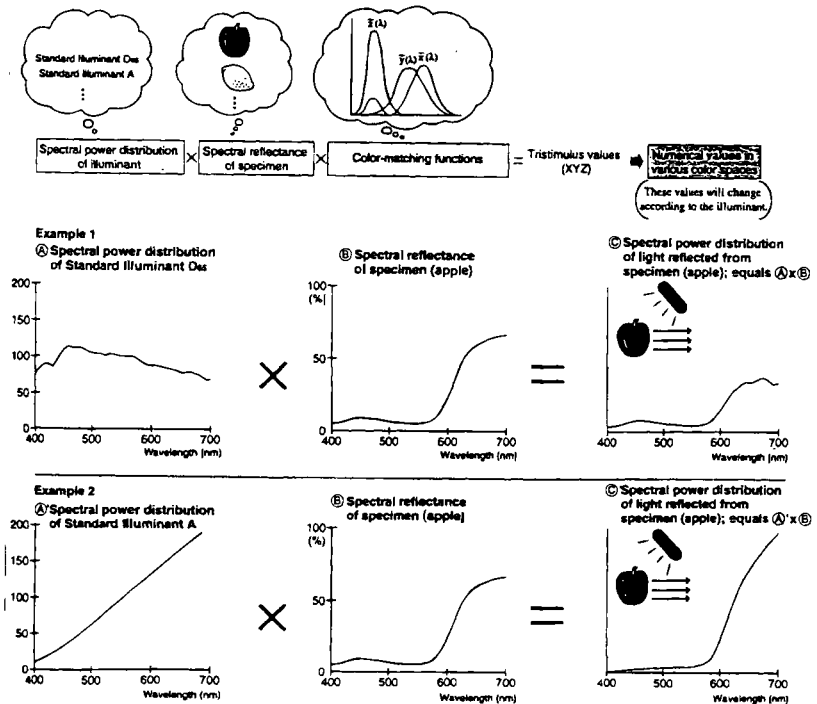 z̄(λ)
ȳ(λ) x̄(λ)
Standard Illuminant D65
Standard Illuminant A
Spectral power distribution
of illuminant
×
Spectral reflectance
of specimen
×
Color-matching functions
=
Tristimulus values
(XYZ)
Numerical values in
various color spaces
(These values will change
according to the illuminant.)
Example 1
Ⓐ Spectral power distribution
of Standard Illuminant D65
200
150
100
50
0
400 500 600 700
Wavelength (nm)
×
Ⓑ Spectral reflectance
of specimen (apple)
100
(%)
50
0
400 500 600 700
Wavelength (nm)
=
Ⓒ Spectral power distribution
of light reflected from
specimen (apple); equals Ⓐ x Ⓑ
400 500 600 700
Wavelength (nm)
Example 2
Ⓐ' Spectral power distribution
of Standard Illuminant A
200
150
100
50
0
400 500 600 700
Wavelength (nm)
×
Ⓑ Spectral reflectance
of specimen (apple)
100
(%)
50
0
400 500 600 700
Wavelength (nm)
=
Ⓒ' Spectral power distribution
of light reflected from
specimen (apple); equals Ⓐ' x Ⓑ
400 500 600 700
Wavelength (nm)